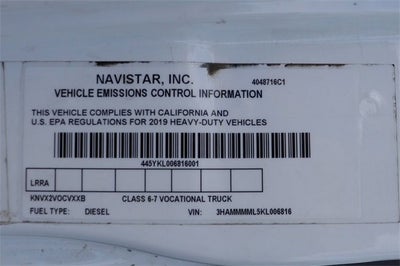 NAVISTAR, INC.
4048716C1
VEHICLE EMISSIONS CONTROL INFORMATION
THIS VEHICLE COMPLIES WITH CALIFORNIA AND
U.S. EPA REGULATIONS FOR 2019 HEAVY-DUTY VEHICLES
445YKL006816001
LRRA
KNVX2VOCVXXB CLASS 6-7 VOCATIONAL TRUCK
FUEL TYPE: DIESEL VIN: 3HAMMMML5KL006816